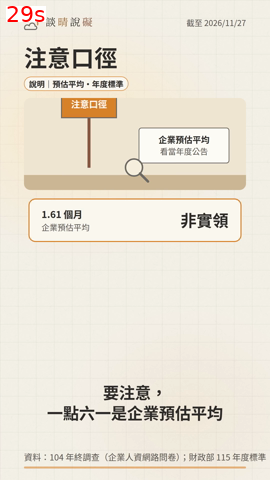 29s
談晴說礙
截至 2026/11/27
注意口徑
說明｜預估平均・年度標準
注意口徑
企業預估平均
看當年度公告
1.61 個月
企業預估平均
非實領
要注意，
一點六一是企業預估平均
資料：104 年終調查（企業人資網路問卷）；財政部 115 年度標準